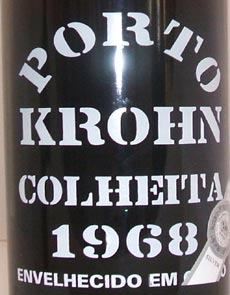 PORTO
KROHN
COLHEITA
1968
ENVELHECIDO EM